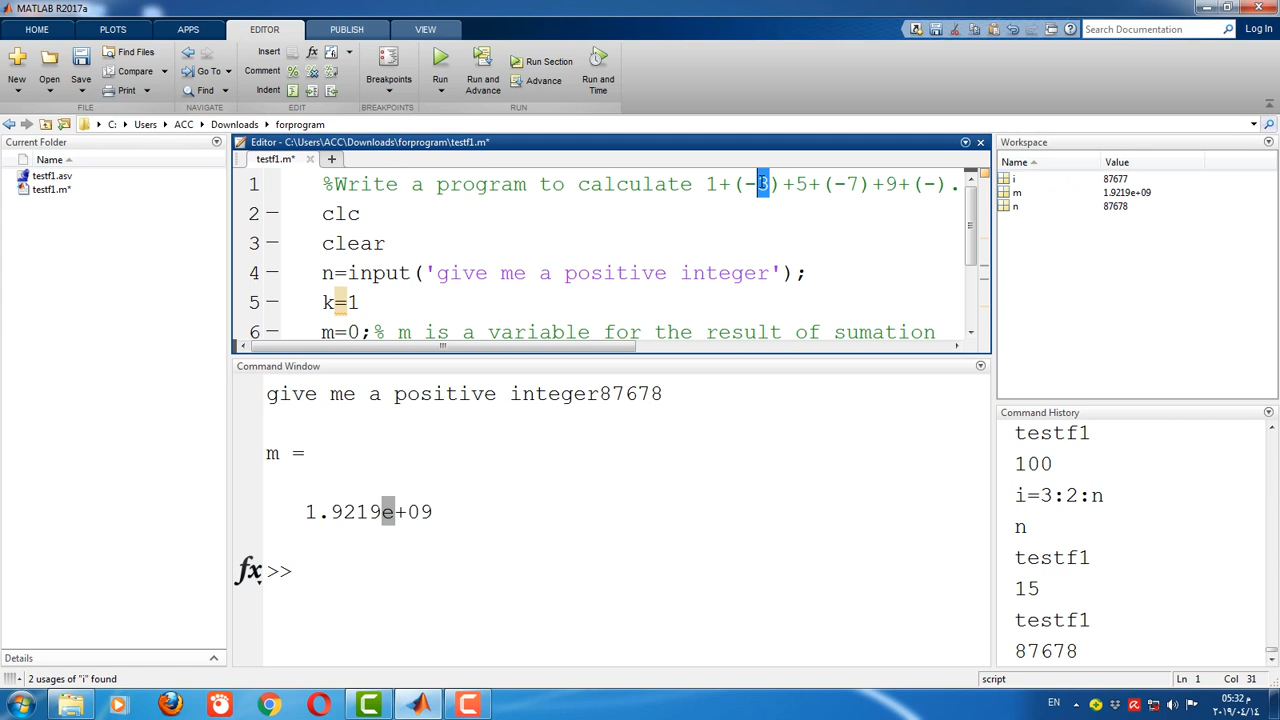 MATLAB R2017a
HOME PLOTS APPS EDITOR PUBLISH VIEW Search Documentation Log In
New Open Save Find Files Compare Print Go To Find Insert Comment Indent fx Breakpoints Run Run and Advance Run Section Advance Run and Time
FILE NAVIGATE EDIT BREAKPOINTS RUN
C: Users ACC Downloads forprogram
Current Folder
Name
testf1.asv
testf1.m*
Details
Editor - C:\Users\ACC\Downloads\forprogram\testf1.m*
testf1.m*
1 %Write a program to calculate 1+(-3)+5+(-7)+9+(-).
2 clc
3 clear
4 n=input('give me a positive integer');
5 k=1
6 m=0;% m is a variable for the result of sumation
Command Window
give me a positive integer87678
m =
1.9219e+09
fx >>
Workspace
Name Value
i 87677
m 1.9219e+09
n 87678
Command History
testf1
100
i=3:2:n
n
testf1
15
testf1
87678
2 usages of "i" found script Ln 1 Col 31
EN 05:32 م
٢٠١٩/٠٤/١٤